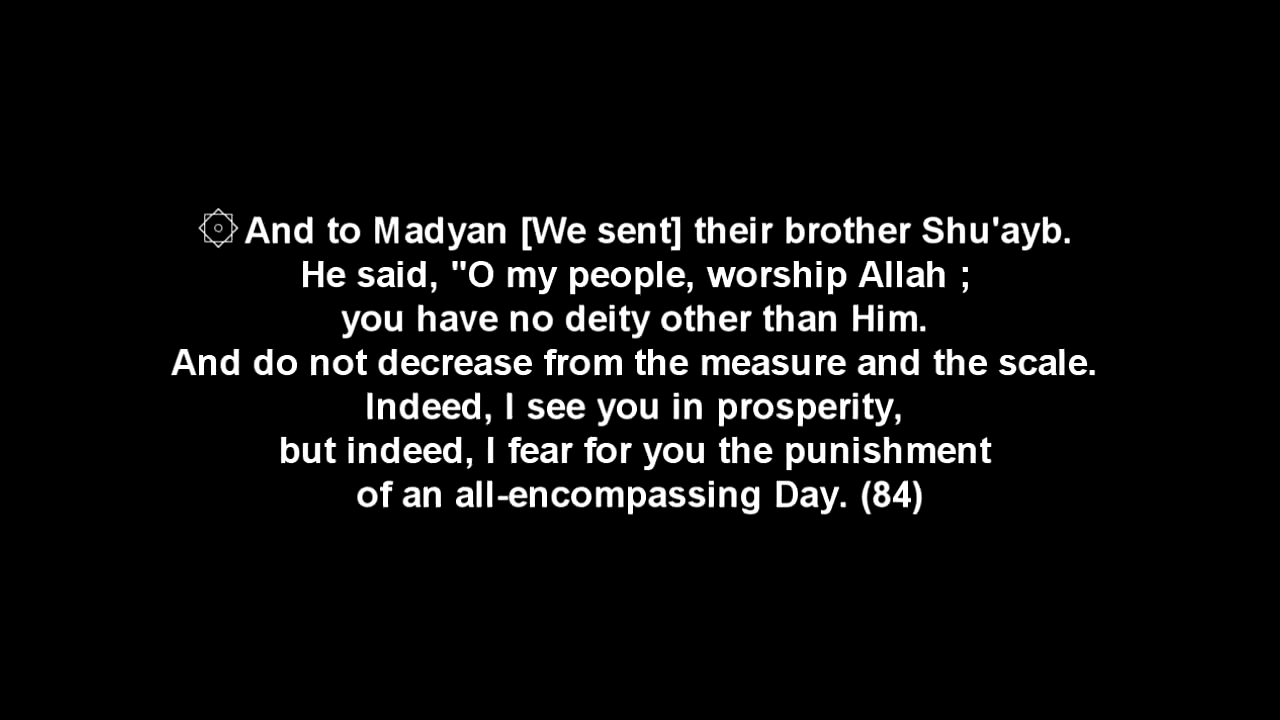 ۞ And to Madyan [We sent] their brother Shu'ayb.
He said, "O my people, worship Allah ;
you have no deity other than Him.
And do not decrease from the measure and the scale.
Indeed, I see you in prosperity,
but indeed, I fear for you the punishment
of an all-encompassing Day. (84)